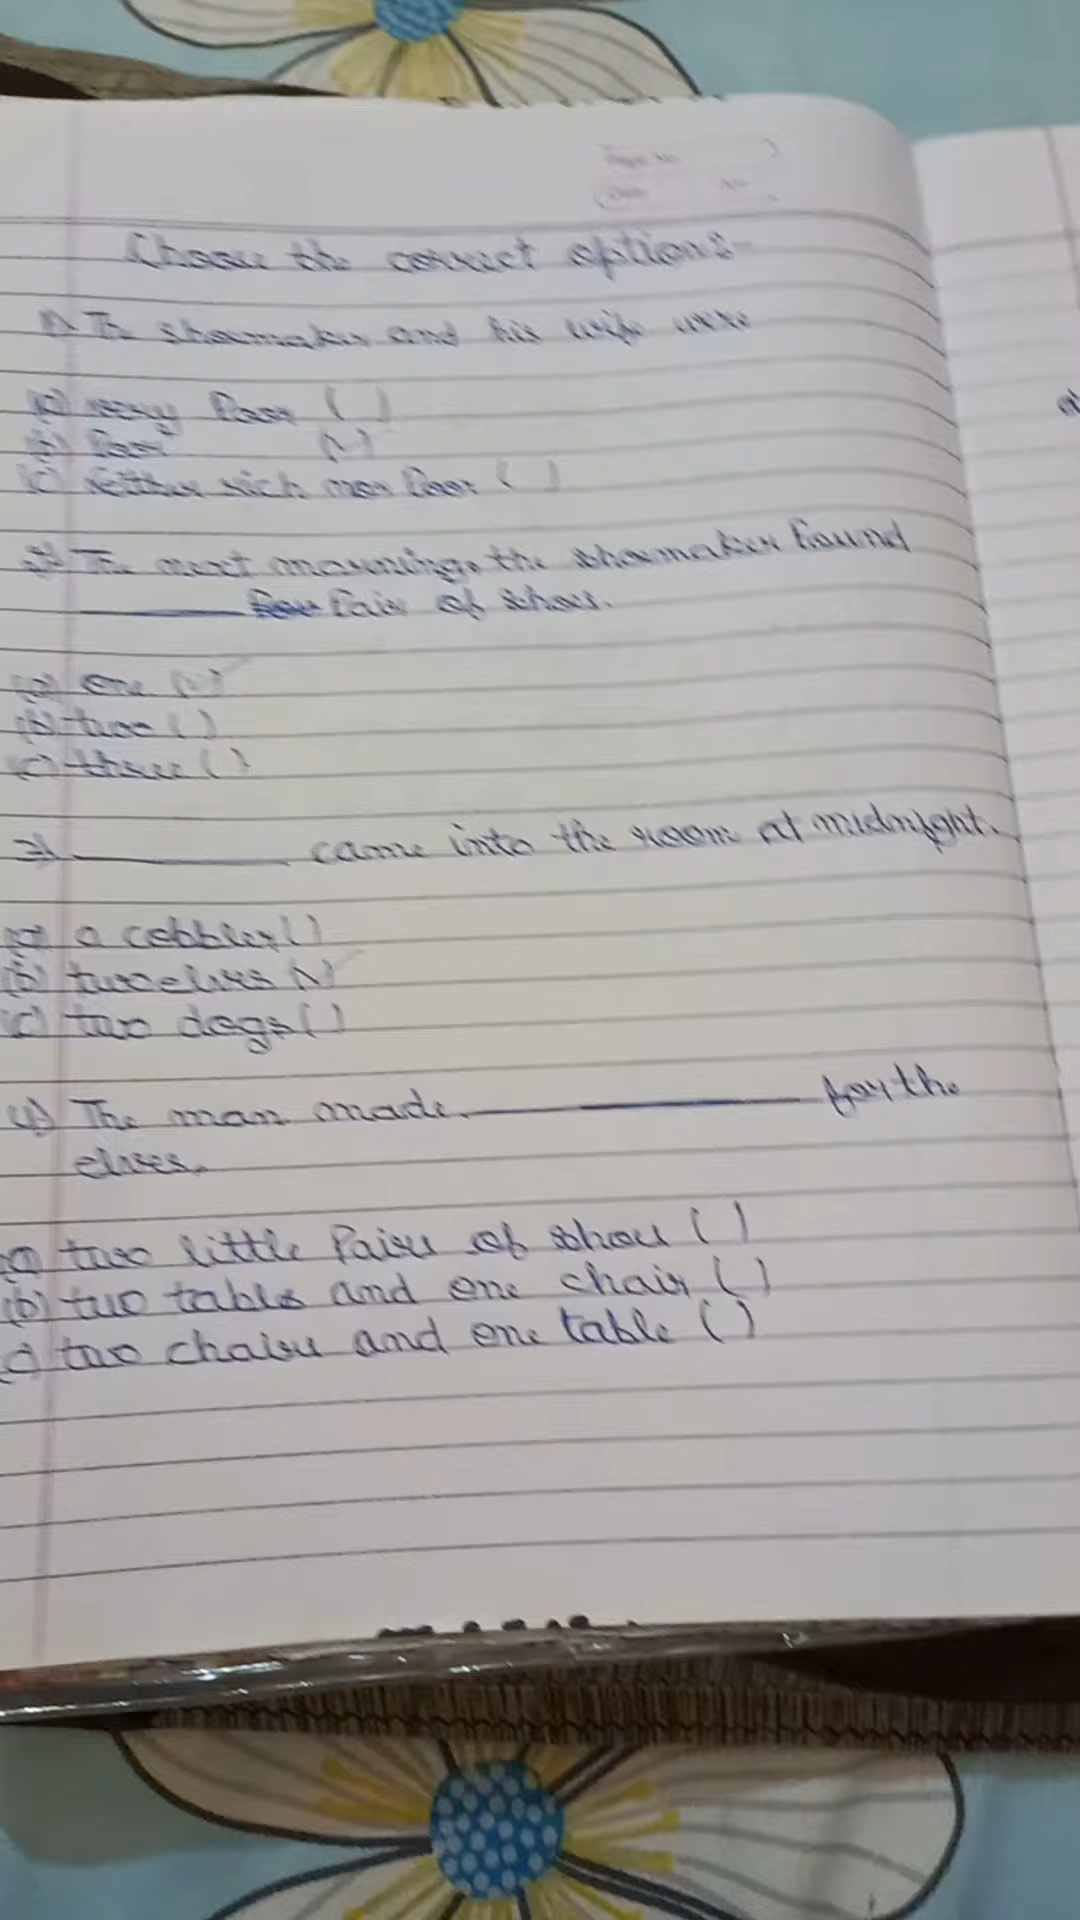 Choose the correct option:-
1) The shoemaker and his wife were
(a) very Poor ( )
(b) Poor (✓)
(c) neither rich nor Poor ( )
2) The next morning, the shoemaker found
________ Pair of shoes.
(a) one (✓)
(b) two ( )
(c) three ( )
3) ________ came into the room at midnight.
(a) a cobbler ( )
(b) two elves (✓)
(c) two dogs ( )
4) The man made ________ for the
elves.
(a) two little Pairs of shoes ( )
(b) two tables and one chair ( )
(c) two chairs and one table ( )